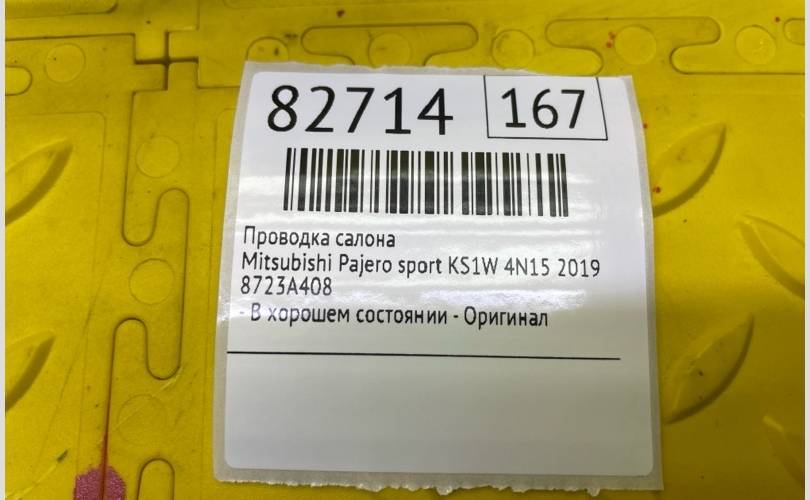 82714 167
Проводка салона
Mitsubishi Pajero sport KS1W 4N15 2019
8723A408
- В хорошем состоянии - Оригинал